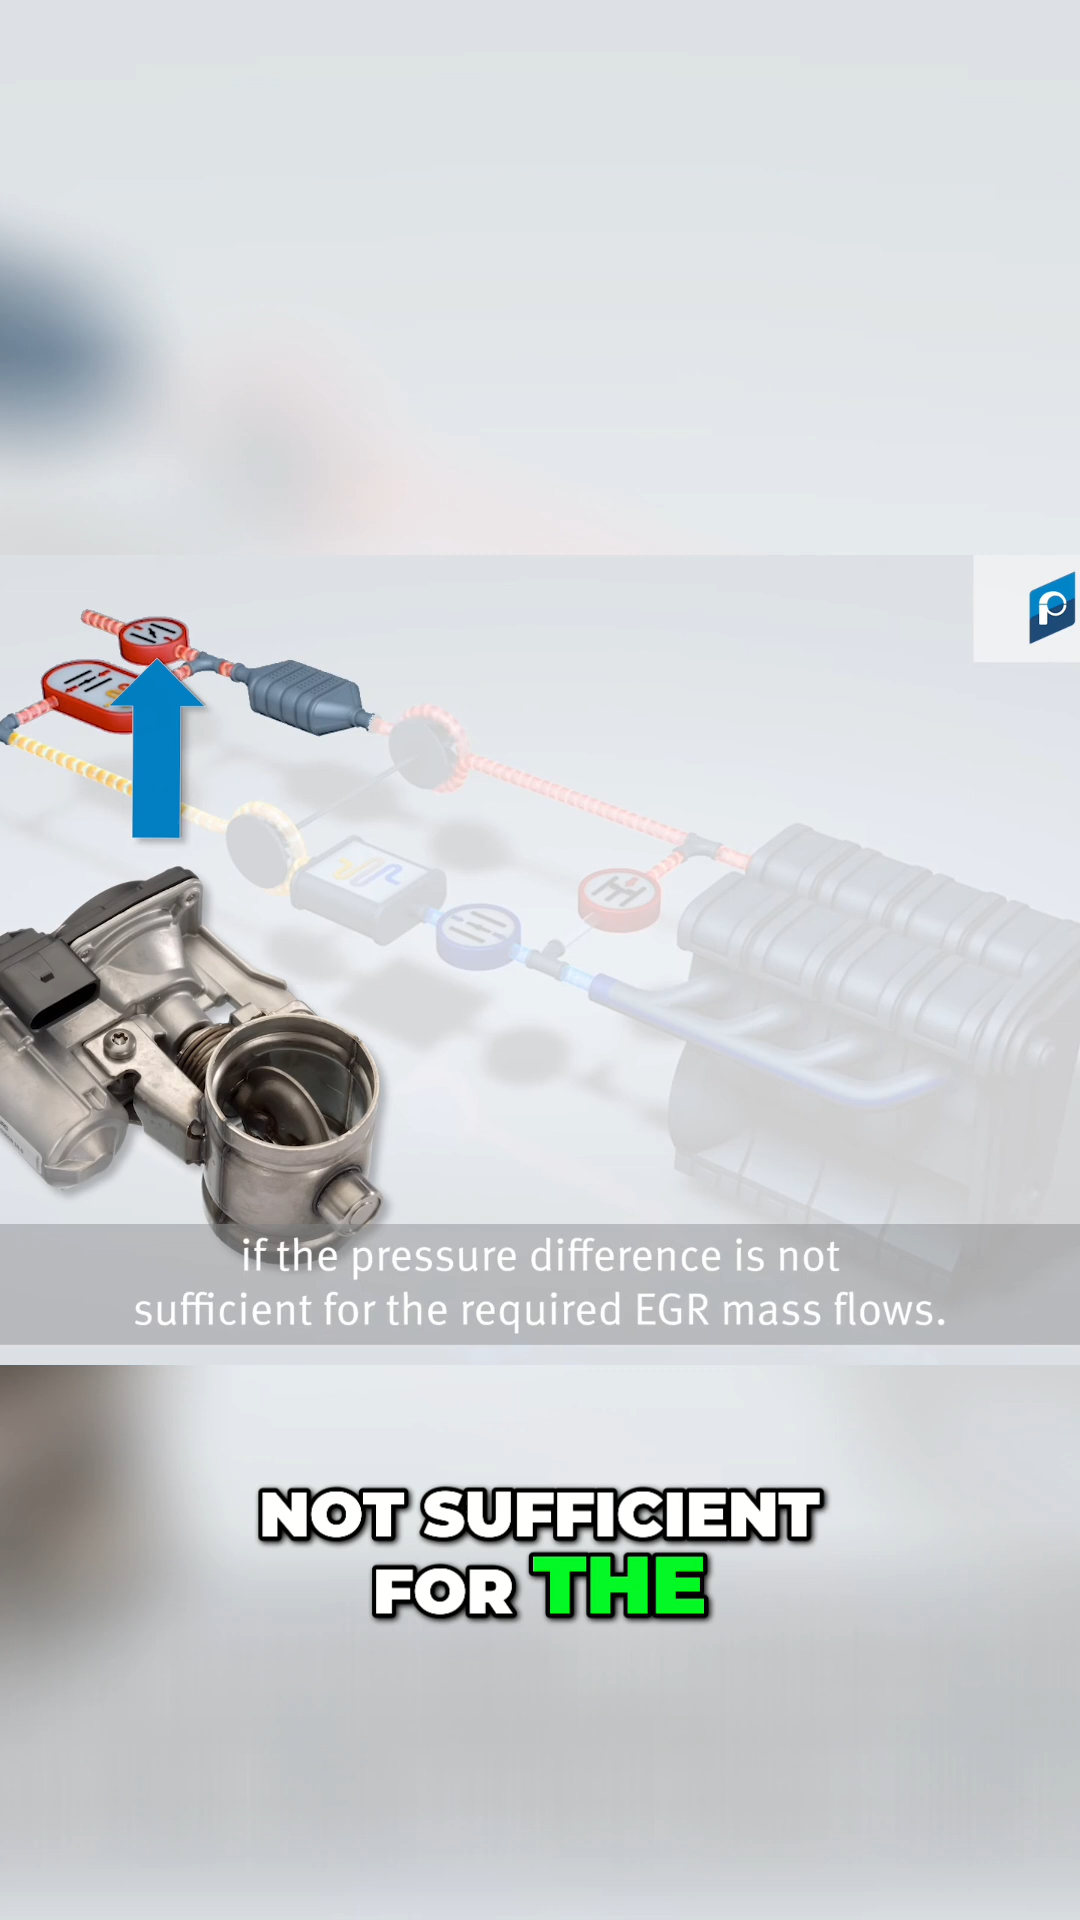 if the pressure difference is not
sufficient for the required EGR mass flows.
NOT SUFFICIENT
FOR THE